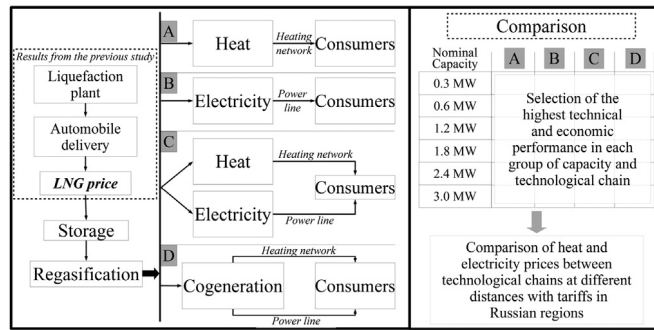 Results from the previous study
Liquefaction
plant
Automobile
delivery
LNG price
Storage
Regasification
A
Heat
Heating
network
Consumers
B
Electricity
Power
line
Consumers
C
Heat
Heating network
Electricity
Power line
Consumers
D
Heating network
Cogeneration
Consumers
Power line
Comparison
Nominal
Capacity
A B C D
0.3 MW
0.6 MW
1.2 MW
1.8 MW
2.4 MW
3.0 MW
Selection of the
highest technical
and economic
performance in each
group of capacity and
technological chain
Comparison of heat and
electricity prices between
technological chains at different
distances with tariffs in
Russian regions